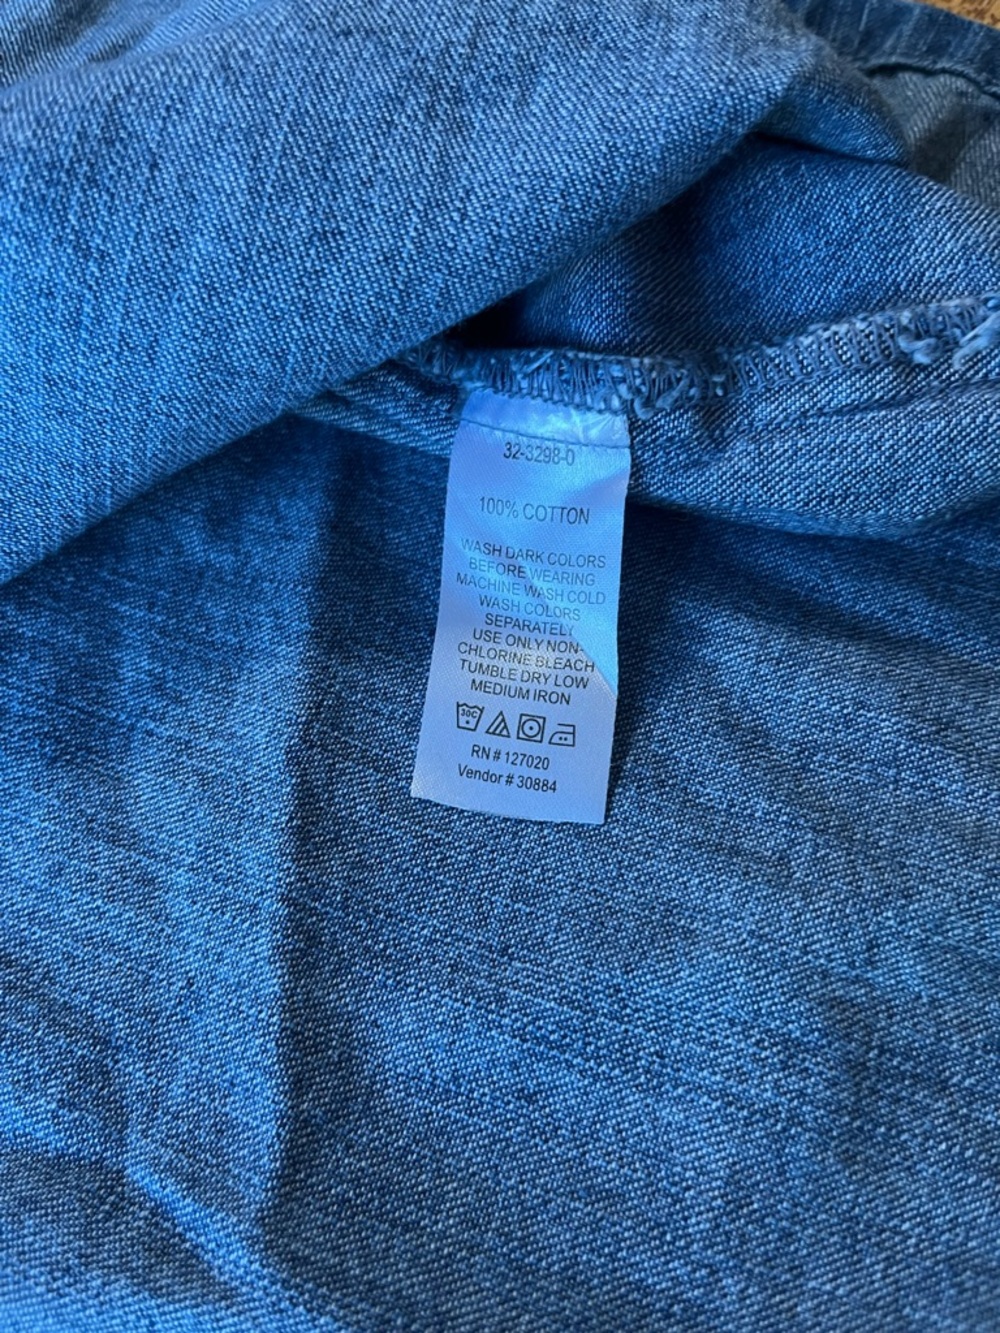 32-3298-0
100% COTTON
WASH DARK COLORS
BEFORE WEARING
MACHINE WASH COLD
WASH COLORS
SEPARATELY
USE ONLY NON-
CHLORINE BLEACH
TUMBLE DRY LOW
MEDIUM IRON
30C
RN # 127020
Vendor # 30884